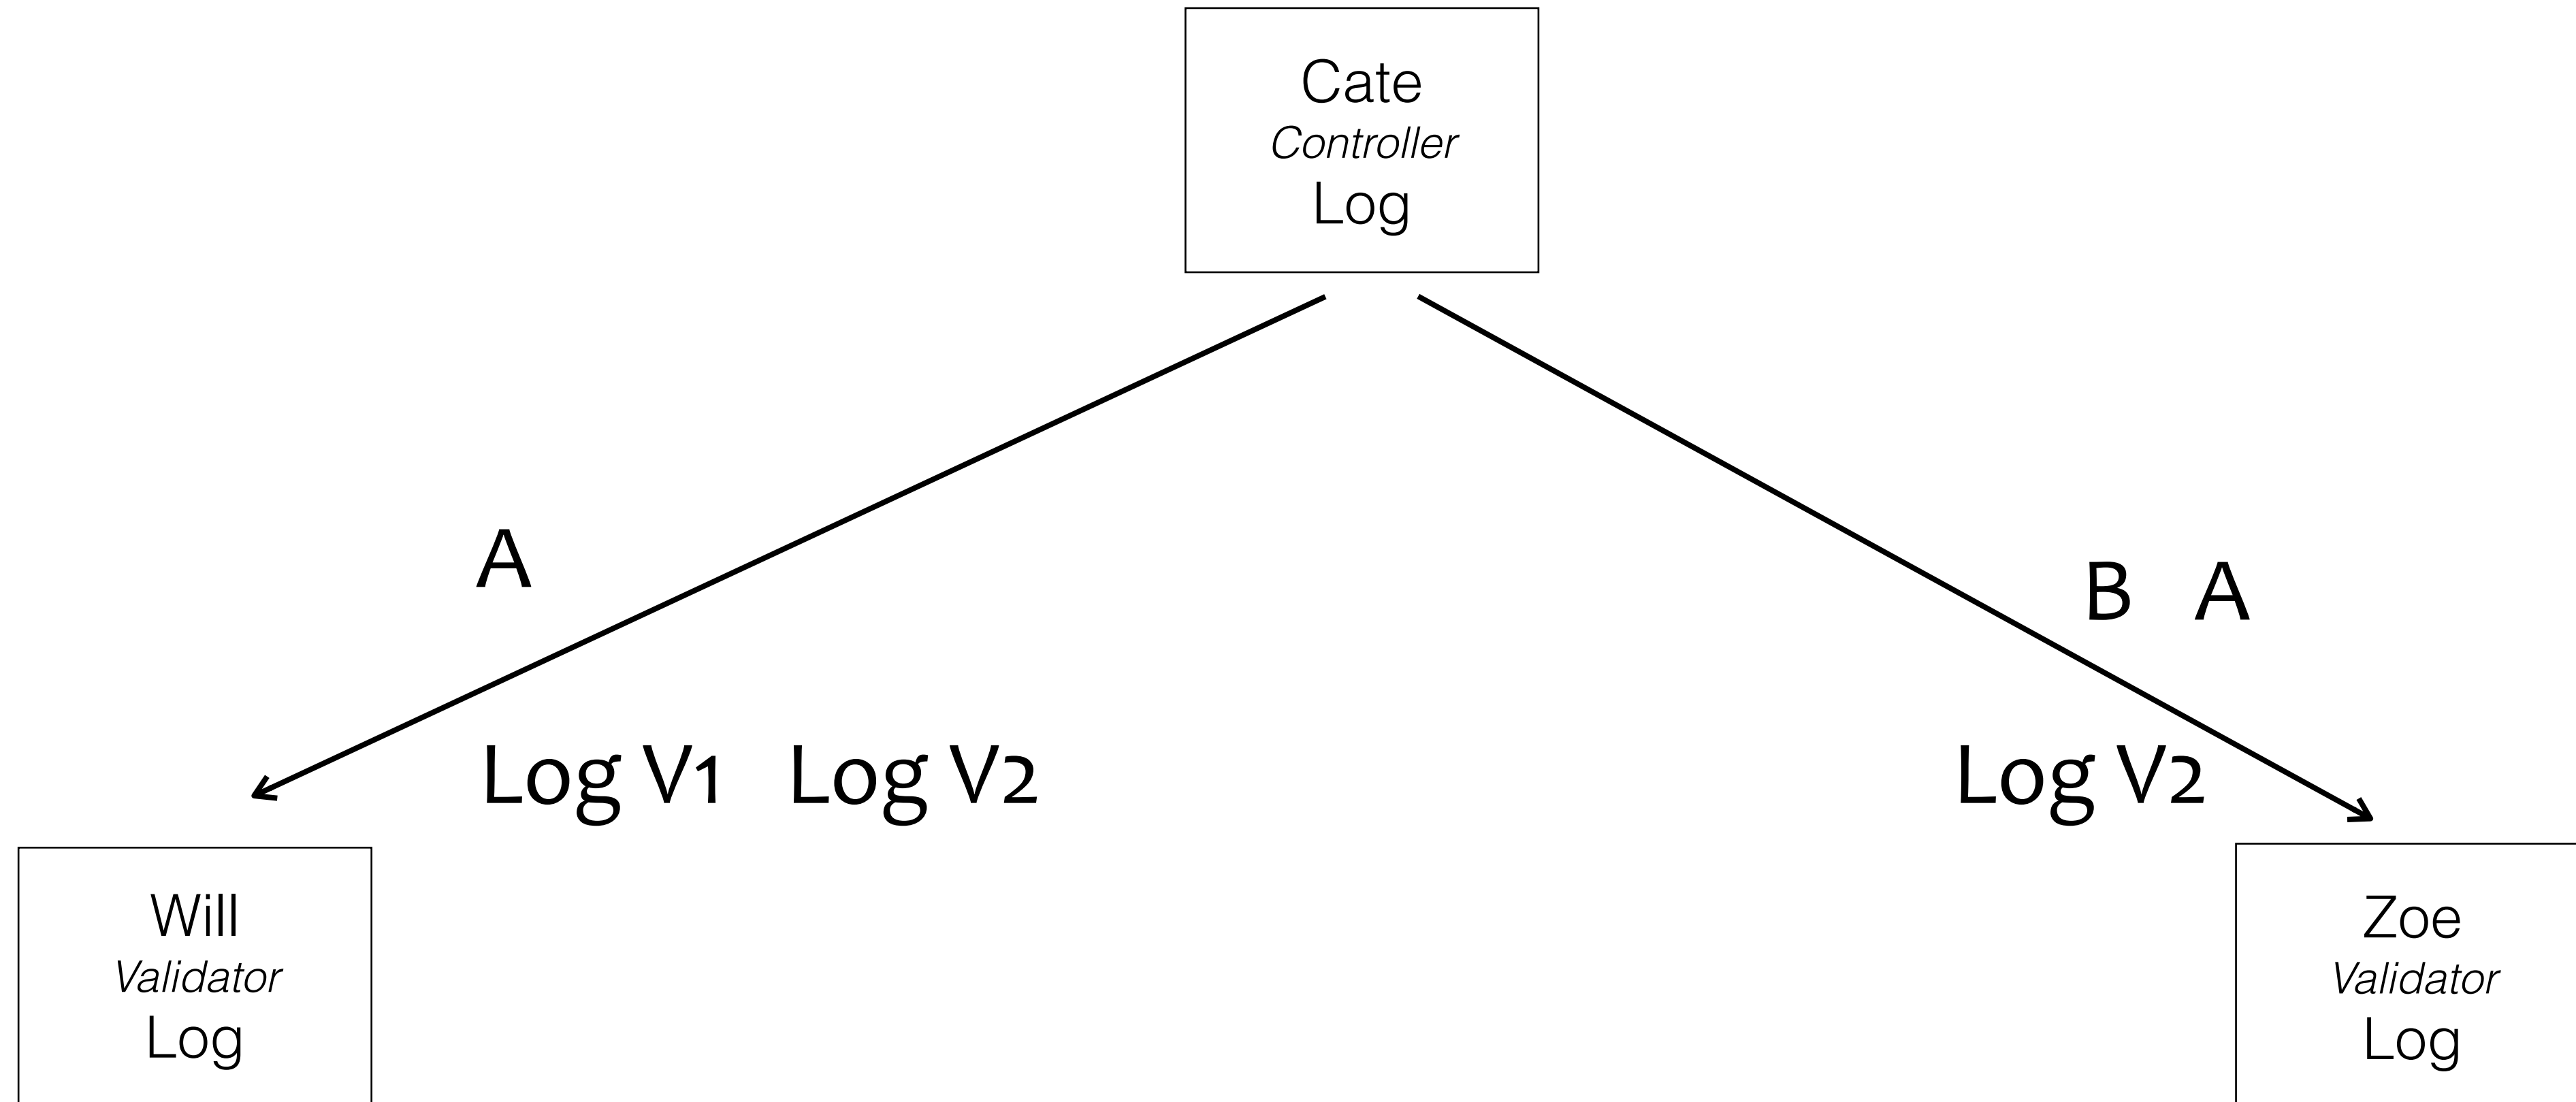 Cate
Controller
Log
A
B A
Log V1 Log V2
Log V2
Will
Validator
Log
Zoe
Validator
Log